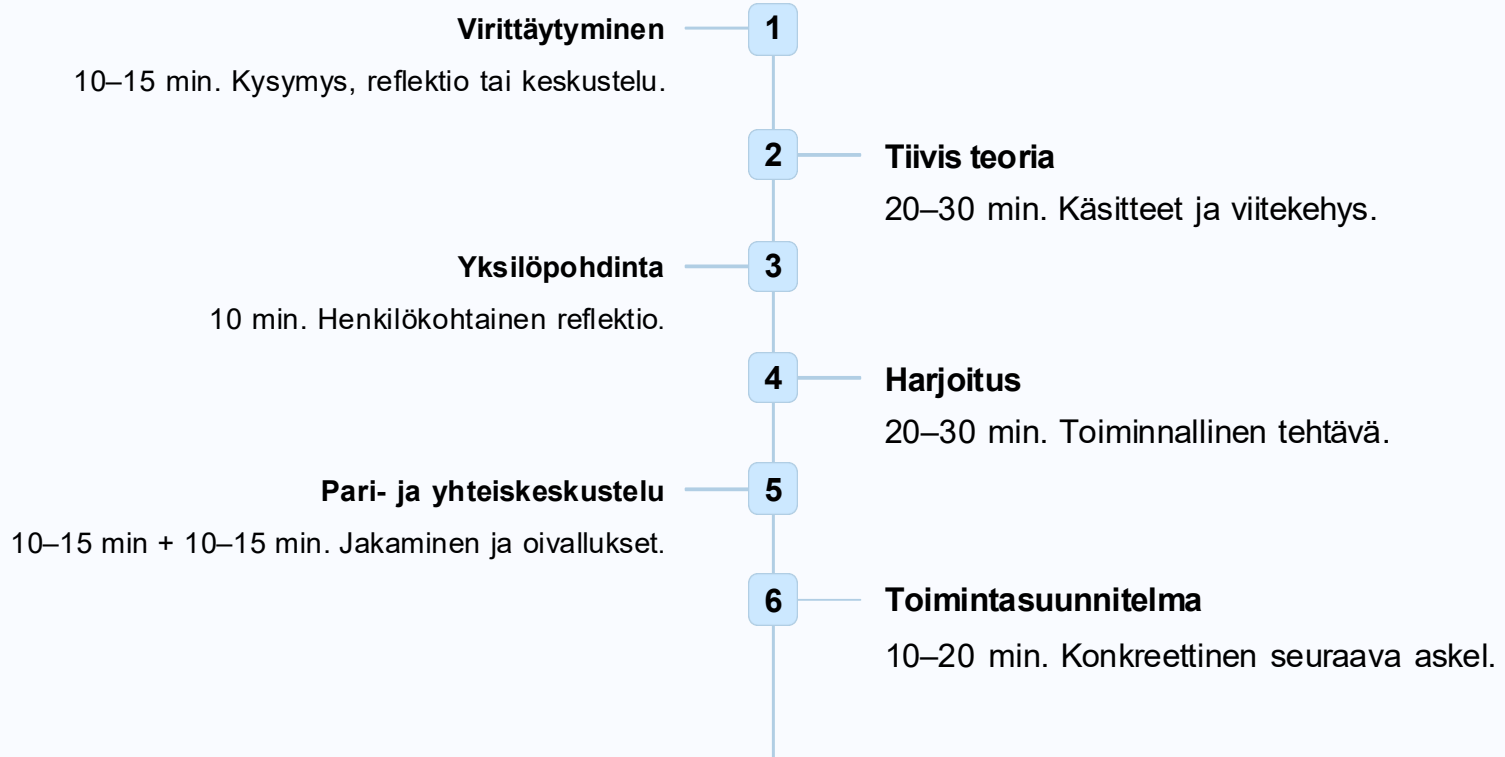 Virittäytyminen
1
10–15 min. Kysymys, reflektio tai keskustelu.
2
Tiivis teoria
20–30 min. Käsitteet ja viitekehys.
Yksilöpohdinta
3
10 min. Henkilökohtainen reflektio.
4
Harjoitus
20–30 min. Toiminnallinen tehtävä.
Pari- ja yhteiskeskustelu
5
10–15 min + 10–15 min. Jakaminen ja oivallukset.
6
Toimintasuunnitelma
10–20 min. Konkreettinen seuraava askel.